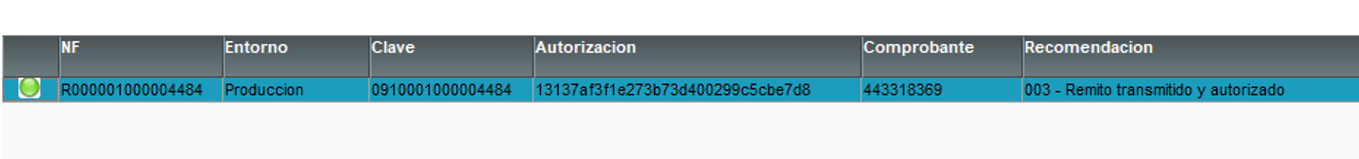 NF Entorno Clave Autorizacion Comprobante Recomendacion
R000001000004484 Produccion 0910001000004484 13137af3f1e273b73d400299c5cbe7d8 443318369 003 - Remito transmitido y autorizado